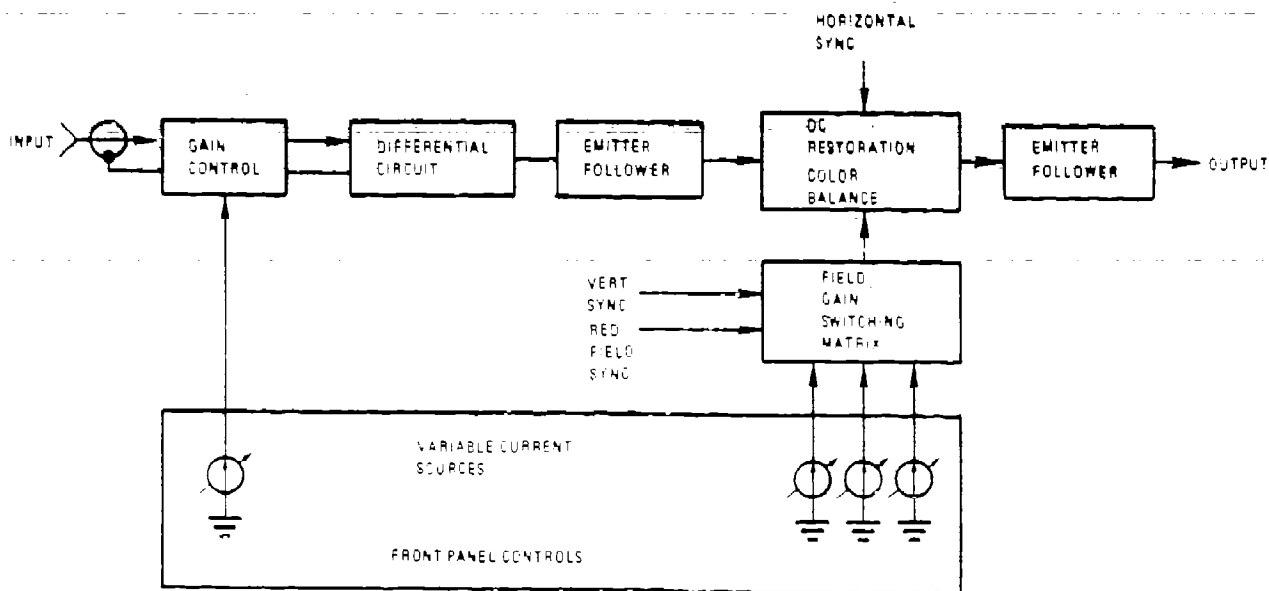 HORIZONTAL
SYNC
INPUT
GAIN
CONTROL
DIFFERENTIAL
CIRCUIT
EMITTER
FOLLOWER
DC
RESTORATION
COLOR
BALANCE
EMITTER
FOLLOWER
OUTPUT
VERT
SYNC
RED
FIELD
SYNC
FIELD
GAIN
SWITCHING
MATRIX
VARIABLE CURRENT
SOURCES
FRONT PANEL CONTROLS